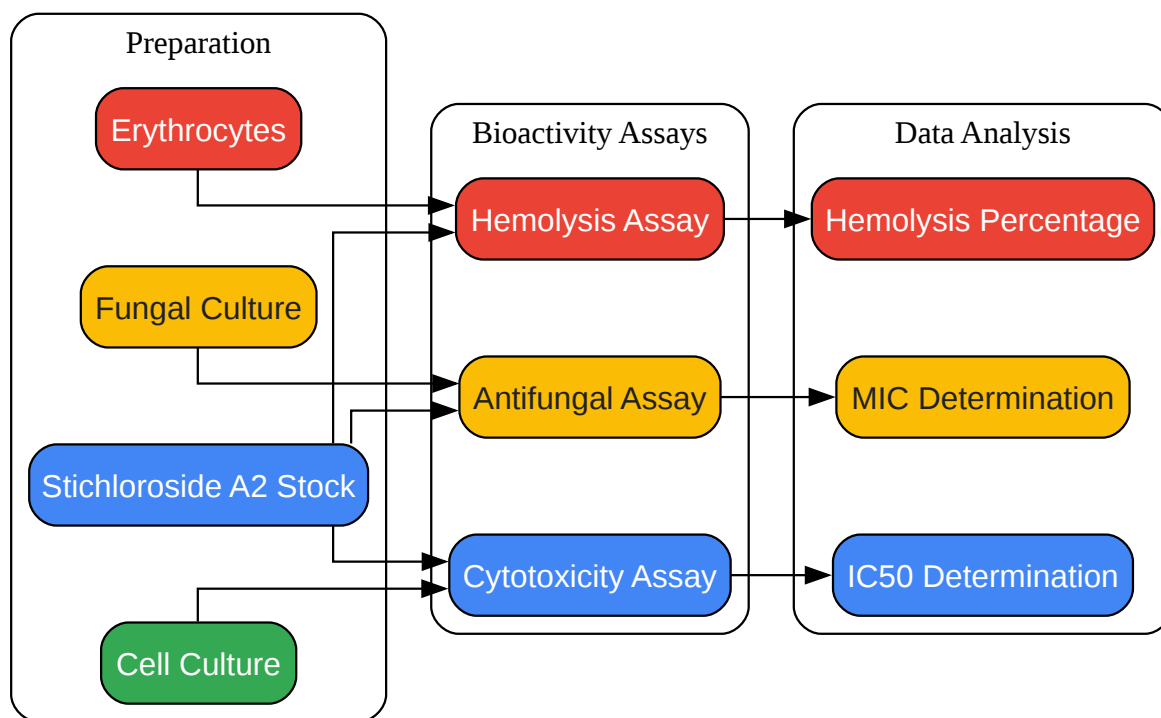 Preparation
Erythrocytes
Fungal Culture
Stichloroside A2 Stock
Cell Culture
Bioactivity Assays
Hemolysis Assay
Antifungal Assay
Cytotoxicity Assay
Data Analysis
Hemolysis Percentage
MIC Determination
IC50 Determination